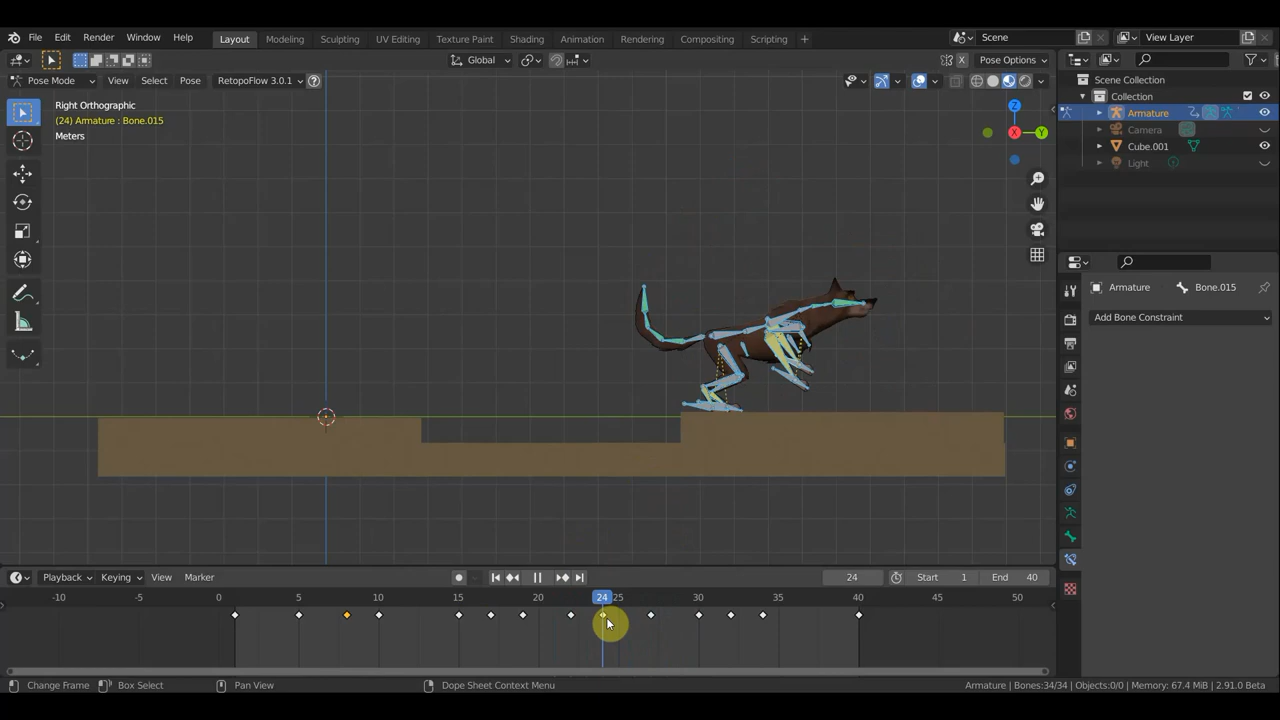 File Edit Render Window Help Layout Modeling Sculpting UV Editing Texture Paint Shading Animation Rendering Compositing Scripting + Scene View Layer
Global Pose Options
Pose Mode View Select Pose RetopoFlow 3.0.1
Right Orthographic
(24) Armature : Bone.015
Meters
Z
X
Y
Scene Collection
Collection
Armature
Camera
Cube.001
Light
Armature Bone.015
Add Bone Constraint
Playback Keying View Marker 24 Start 1 End 40
-10 -5 0 5 10 15 20 24 25 30 35 40 45 50
Change Frame Box Select Pan View Dope Sheet Context Menu Armature | Bones:34/34 | Objects:0/0 | Memory: 67.4 MiB | 2.91.0 Beta